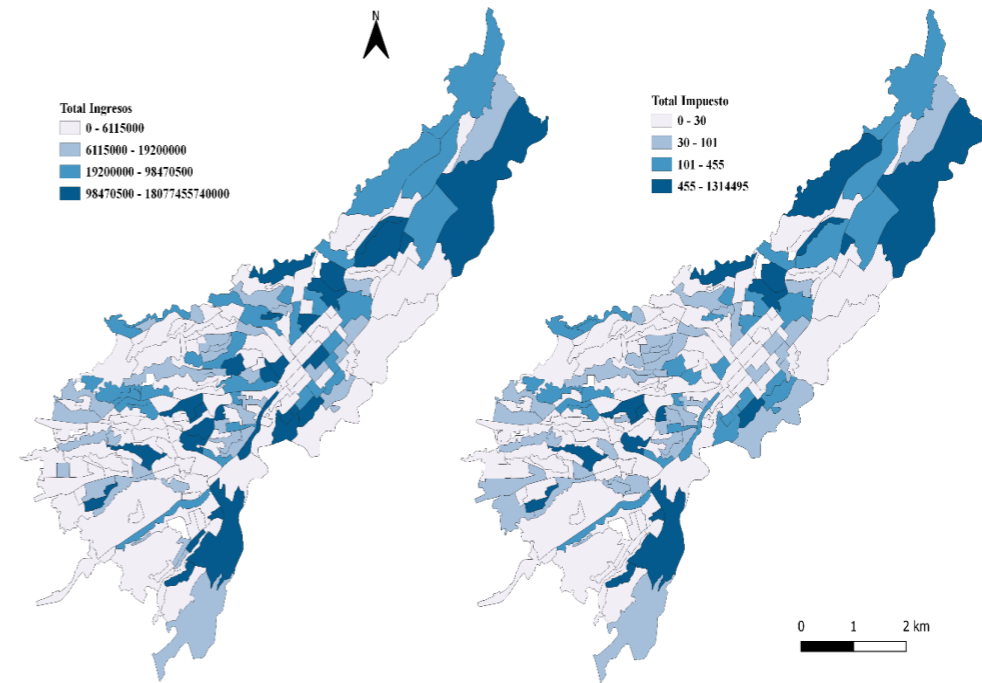 N
Total Ingresos
0 - 6115000
6115000 - 19200000
19200000 - 98470500
98470500 - 18077455740000
Total Impuesto
0 - 30
30 - 101
101 - 455
455 - 1314495
0 1 2 km